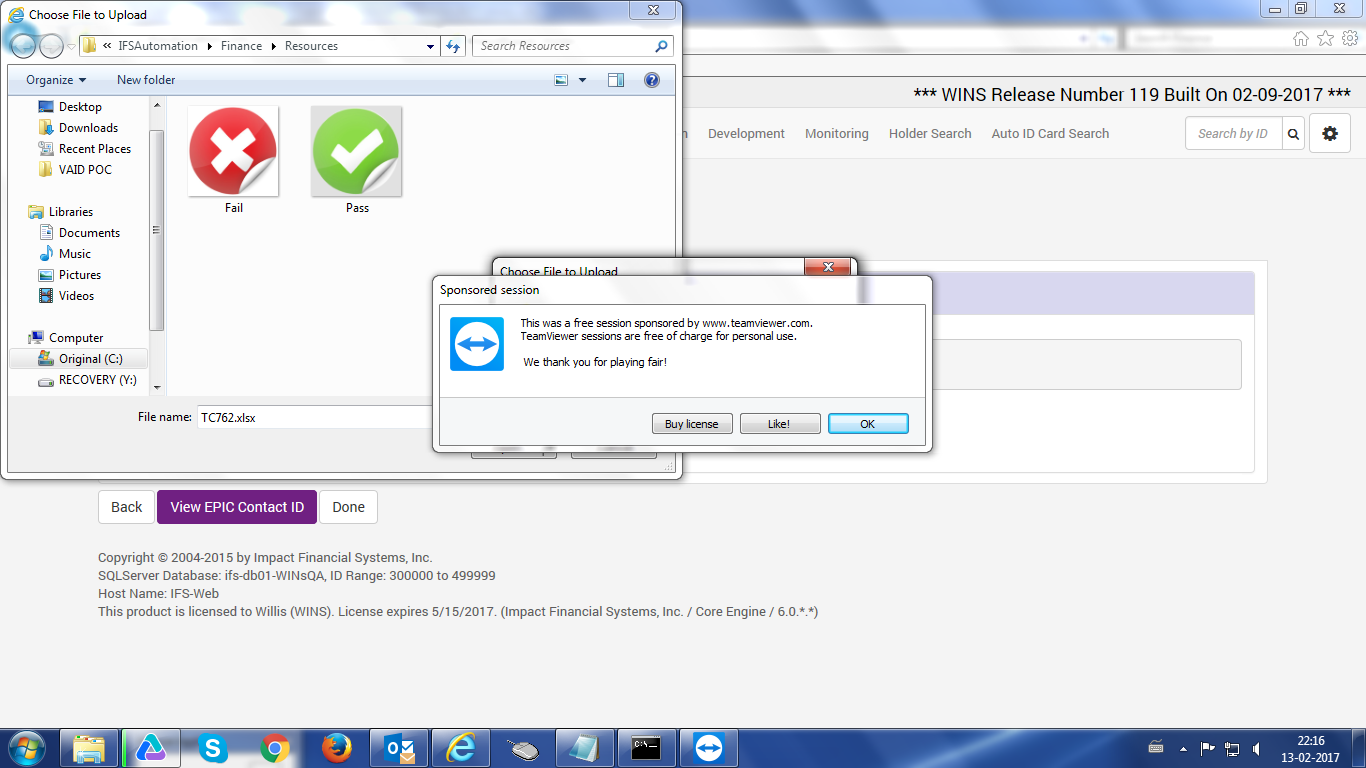 Choose File to Upload
« IFSAutomation Finance Resources
Search Resources
Organize
New folder
Desktop
Downloads
Recent Places
VAID POC
Libraries
Documents
Music
Pictures
Videos
Computer
Original (C:)
RECOVERY (Y:)
Fail
Pass
File name:
TC762.xlsx
*** WINS Release Number 119 Built On 02-09-2017 ***
Development
Monitoring
Holder Search
Auto ID Card Search
Search by ID
Choose File to Upload
Sponsored session
This was a free session sponsored by www.teamviewer.com.
TeamViewer sessions are free of charge for personal use.
We thank you for playing fair!
Buy license
Like!
OK
Back
View EPIC Contact ID
Done
Copyright © 2004-2015 by Impact Financial Systems, Inc.
SQLServer Database: ifs-db01-WINsQA, ID Range: 300000 to 499999
Host Name: IFS-Web
This product is licensed to Willis (WINS). License expires 5/15/2017. (Impact Financial Systems, Inc. / Core Engine / 6.0.*.*)
22:16
13-02-2017